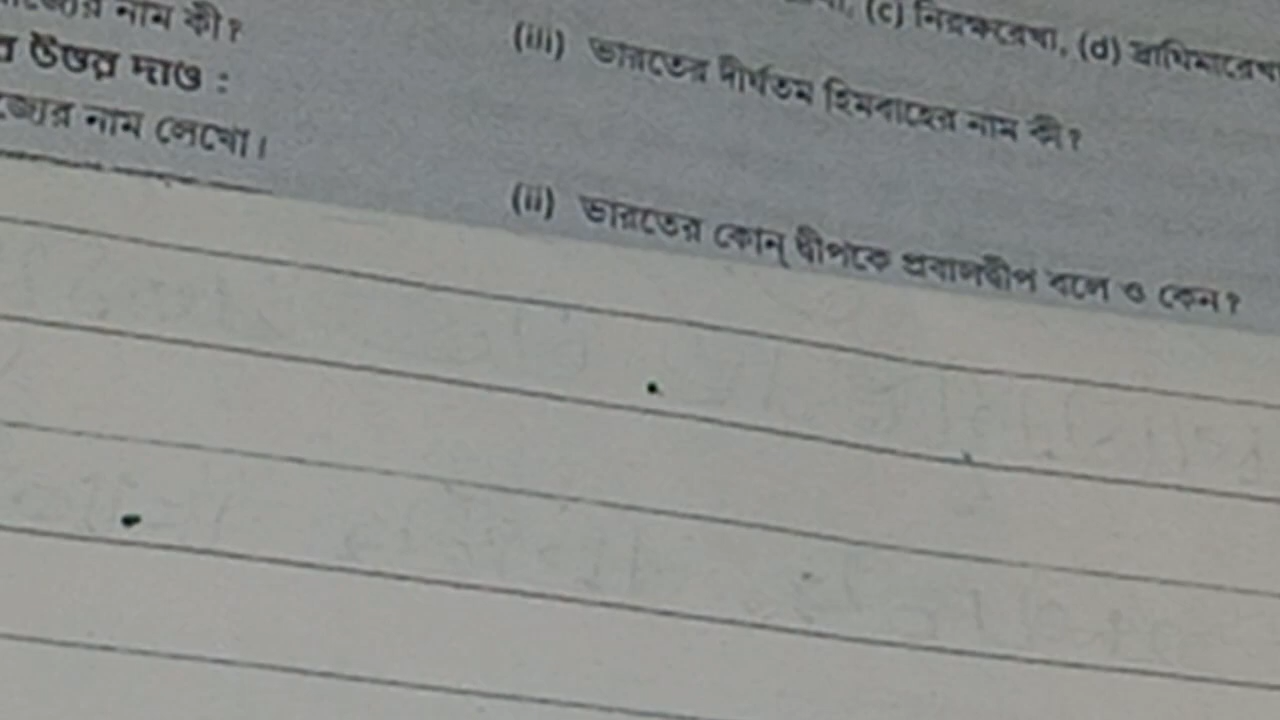 নাম কী?
উত্তর দাও :
নাম লেখো।
(c) নিরক্ষরেখা, (d) দ্রাঘিমারেখা
(iii) ভারতের দীর্ঘতম হিমবাহের নাম কী?
(ii) ভারতের কোন্ দ্বীপকে প্রবালদ্বীপ বলে ও কেন?